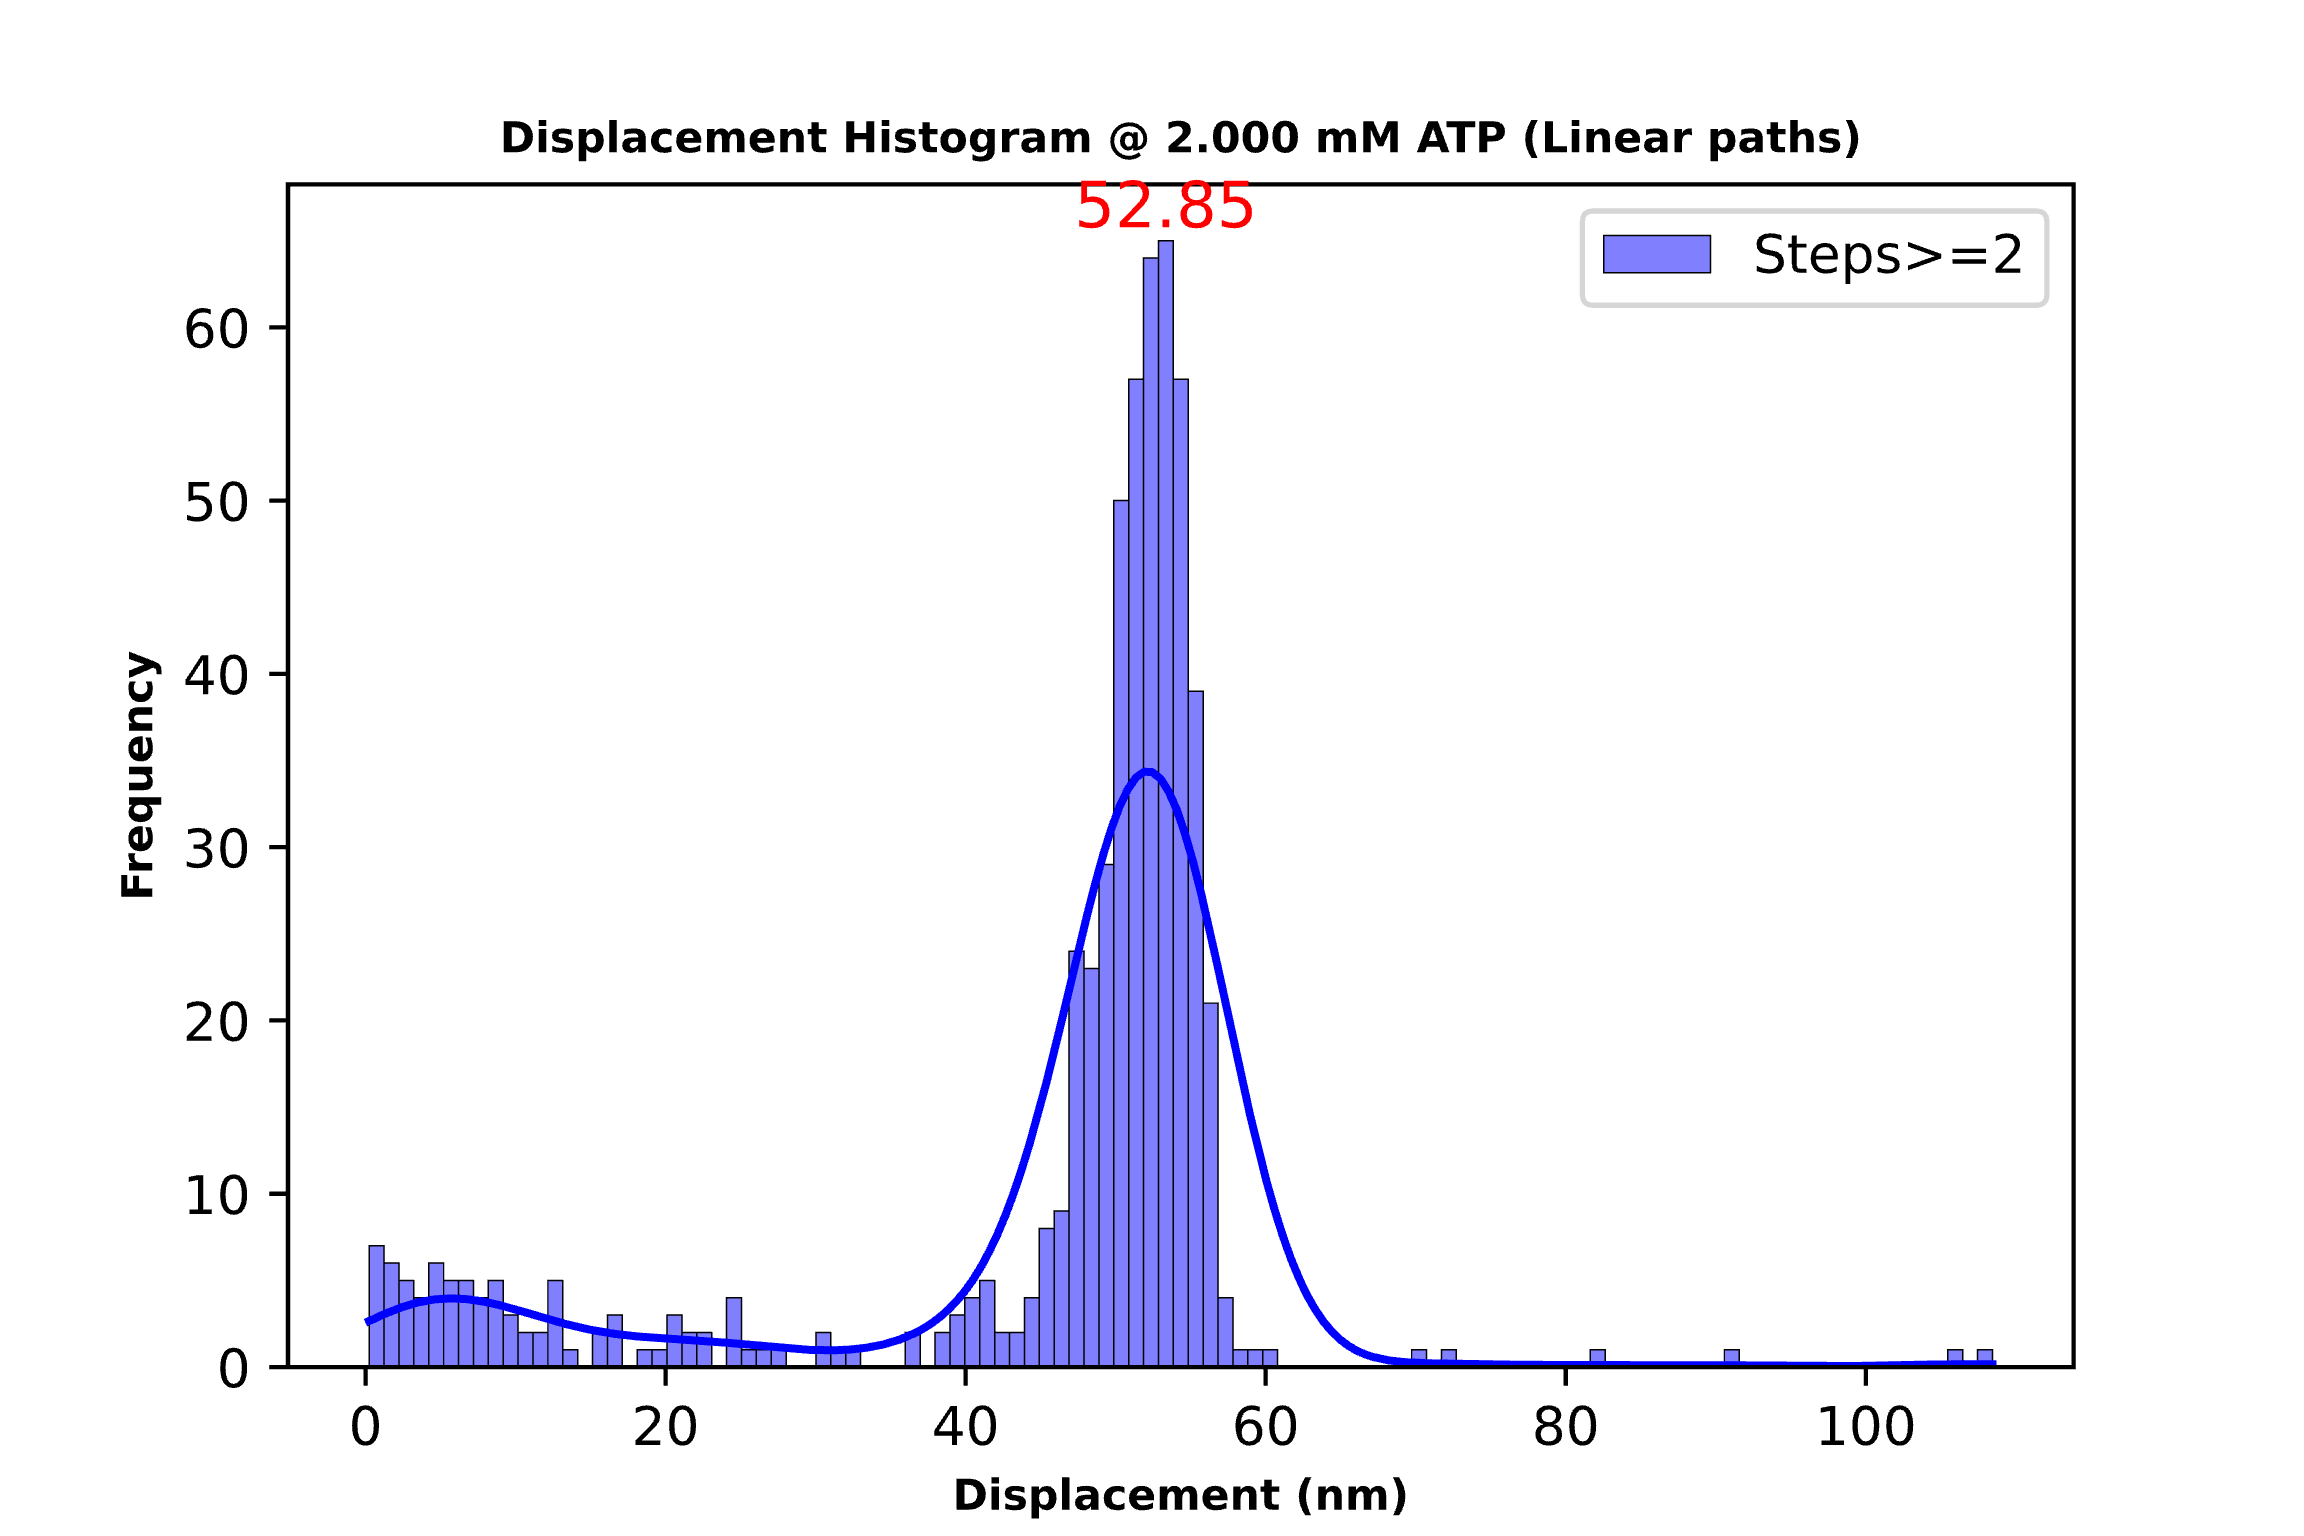 Displacement Histogram @ 2.000 mM ATP (Linear paths)
52.85
Steps>=2
60
50
40
30
20
10
0
Frequency
0 20 40 60 80 100
Displacement (nm)